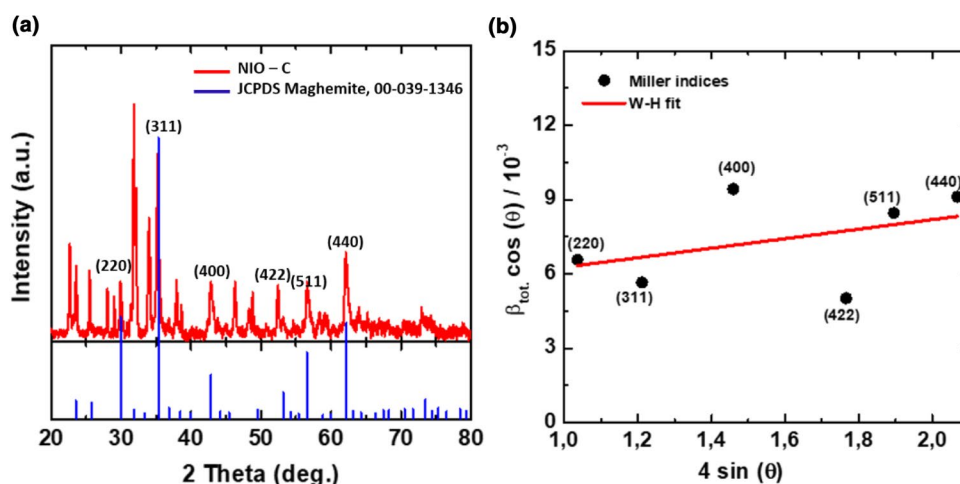 (a)
Intensity (a.u.)
NIO – C
JCPDS Maghemite, 00-039-1346
(311)
(220)
(400)
(422)
(511)
(440)
20 30 40 50 60 70 80
2 Theta (deg.)
(b)
β tot. cos (θ) / 10⁻³
15
12
9
6
3
0
Miller indices
W-H fit
(400)
(440)
(511)
(220)
(311)
(422)
1,0 1,2 1,4 1,6 1,8 2,0
4 sin (θ)